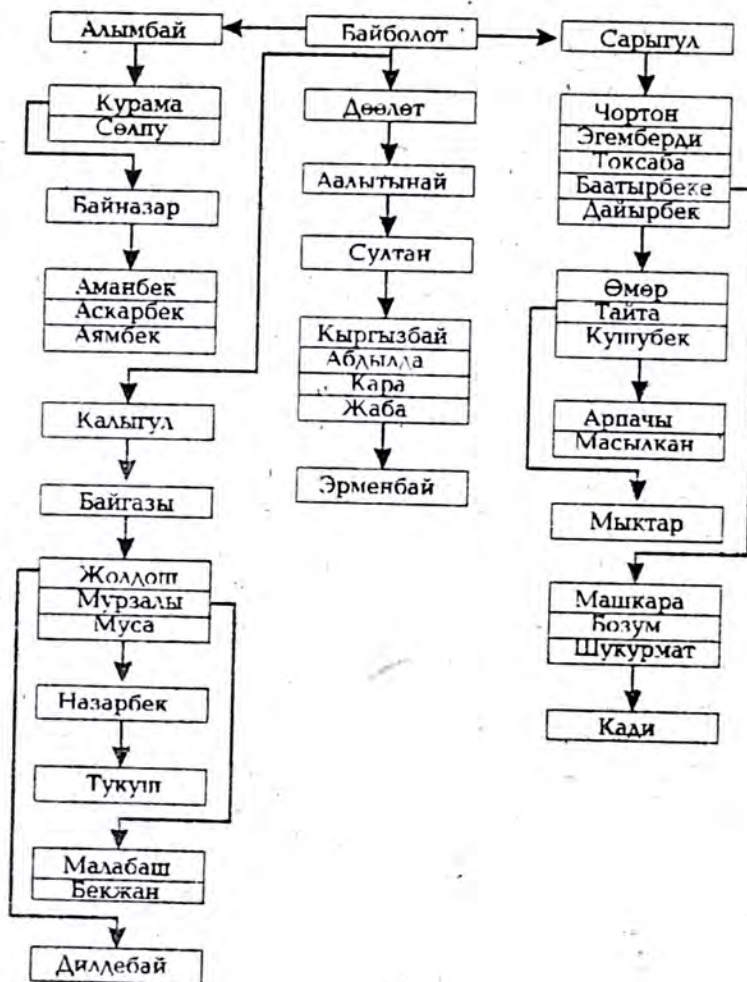 Алымбай
Байболот
Сарыгул
Курама
Сөлпу
Байназар
Аманбек
Аскарбек
Аямбек
Калыгул
Байгазы
Жолдош
Мурзалы
Муса
Назарбек
Тукуш
Малабаш
Бекжан
Дилдебай
Дөөлөт
Аалытынай
Султан
Кыргызбай
Абдылда
Кара
Жаба
Эрменбай
Чортон
Эгемберди
Токсаба
Баатырбеке
Дайырбек
Өмөр
Тайта
Кушубек
Арпачы
Масылкан
Мыктар
Машкара
Бозум
Шукурмат
Кади